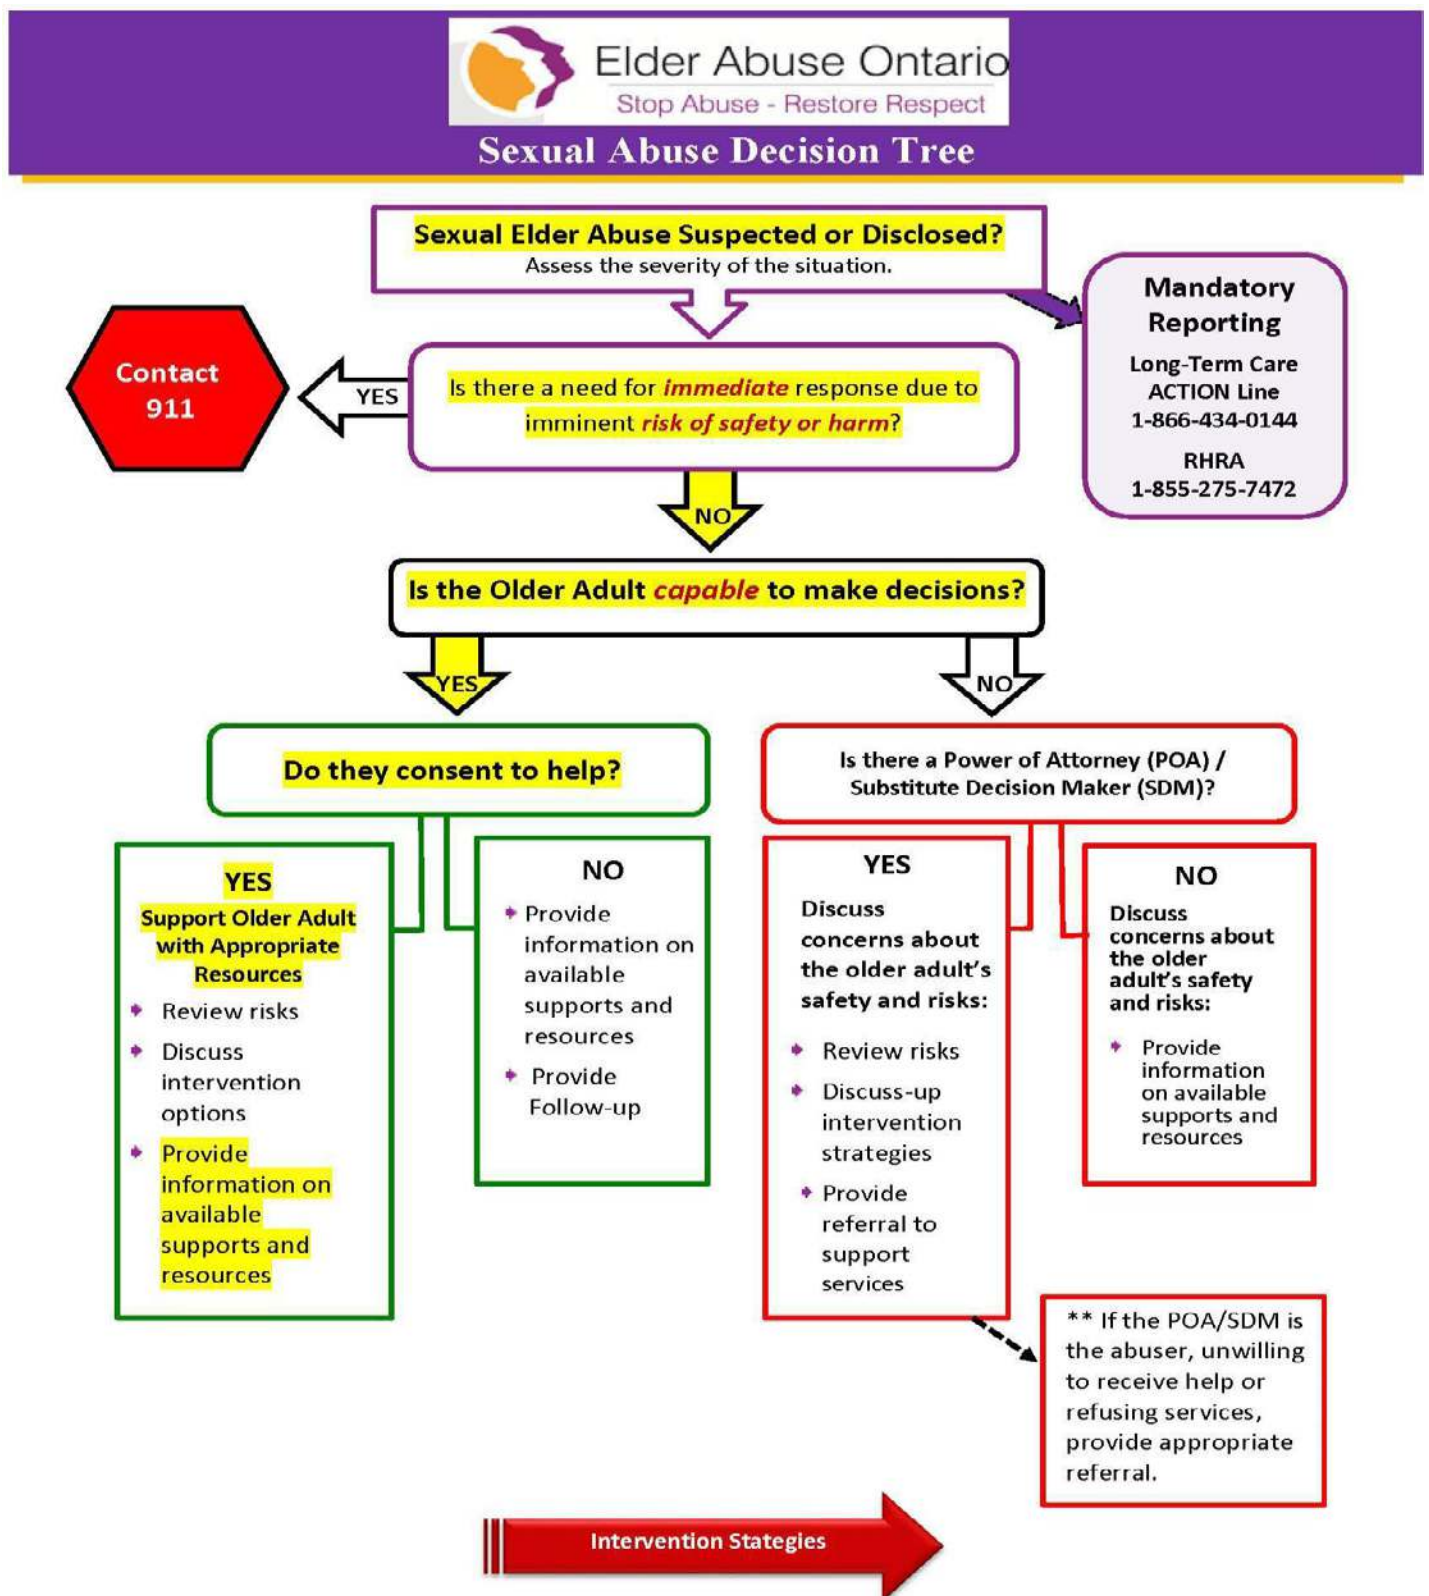 Elder Abuse Ontario
Stop Abuse - Restore Respect
Sexual Abuse Decision Tree
Sexual Elder Abuse Suspected or Disclosed?
Assess the severity of the situation.
Mandatory
Reporting
Long-Term Care
ACTION Line
1-866-434-0144
RHRA
1-855-275-7472
Contact
911
YES
Is there a need for immediate response due to
imminent risk of safety or harm?
NO
Is the Older Adult capable to make decisions?
YES
NO
Do they consent to help?
Is there a Power of Attorney (POA) /
Substitute Decision Maker (SDM)?
YES
Support Older Adult
with Appropriate
Resources
Review risks
Discuss
intervention
options
Provide
information on
available
supports and
resources
NO
Provide
information on
available
supports and
resources
Provide
Follow-up
YES
Discuss
concerns about
the older adult's
safety and risks:
Review risks
Discuss-up
intervention
strategies
Provide
referral to
support
services
NO
Discuss
concerns about
the older
adult's safety
and risks:
Provide
information
on available
supports and
resources
** If the POA/SDM is
the abuser, unwilling
to receive help or
refusing services,
provide appropriate
referral.
Intervention Stategies